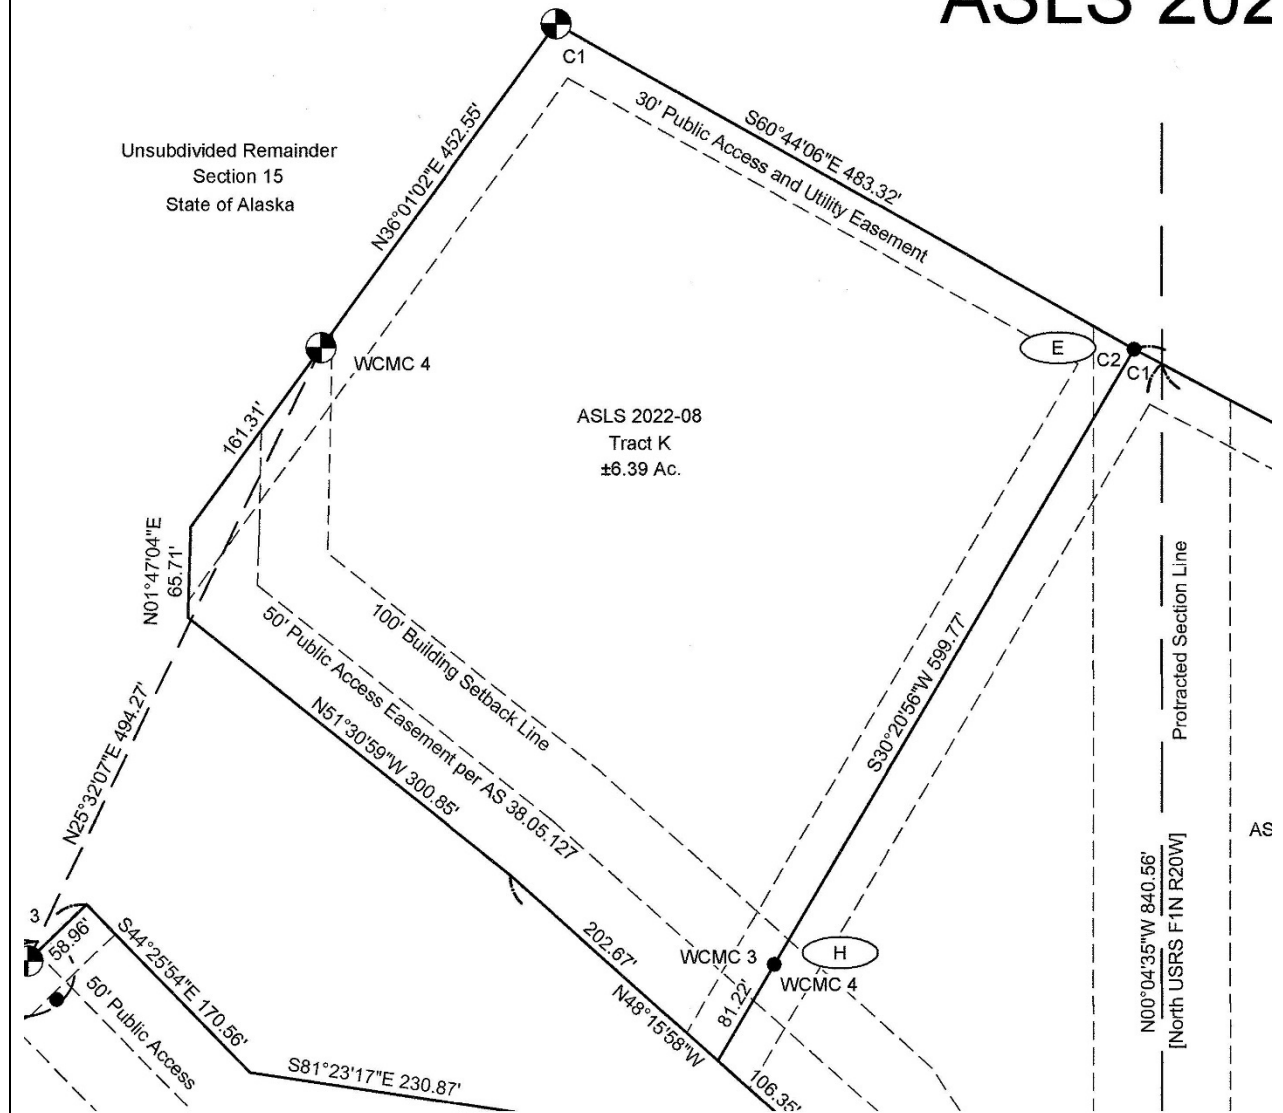 ASLS 202
C1
30' Public Access and Utility Easement
S60°44'06"E 483.32'
Unsubdivided Remainder
Section 15
State of Alaska
N36°01'02"E 452.55'
WCMC 4
E
C2
C1
161.31'
ASLS 2022-08
Tract K
±6.39 Ac.
N01°47'04"E
65.71'
100' Building Setback Line
50' Public Access Easement per AS 38.05.127
N51°30'59"W 300.85'
S30°20'56"W 599.77'
Protracted Section Line
N25°32'07"E 494.27'
AS
N00°04'35"W 840.56'
[North USRS F1N R20W]
3
58.96'
S44°25'54"E 170.56'
50' Public Access
202.67'
N48°15'58"W
WCMC 3
H
WCMC 4
81.22'
S81°23'17"E 230.87'
106.35'